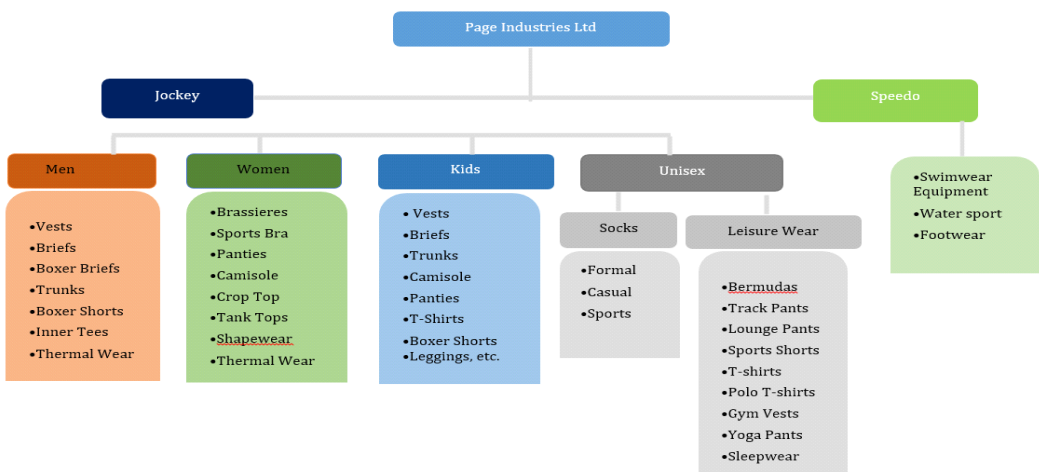 Page Industries Ltd
Jockey
Speedo
Men
Women
Kids
Unisex
Socks
Leisure Wear
•Vests
•Briefs
•Boxer Briefs
•Trunks
•Boxer Shorts
•Inner Tees
•Thermal Wear
•Brassieres
•Sports Bra
•Panties
•Camisole
•Crop Top
•Tank Tops
•Shapewear
•Thermal Wear
• Vests
•Briefs
•Trunks
•Camisole
•Panties
•T-Shirts
•Boxer Shorts
•Leggings, etc.
•Formal
•Casual
•Sports
•Bermudas
•Track Pants
•Lounge Pants
•Sports Shorts
•T-shirts
•Polo T-shirts
•Gym Vests
•Yoga Pants
•Sleepwear
•Swimwear
Equipment
•Water sport
•Footwear